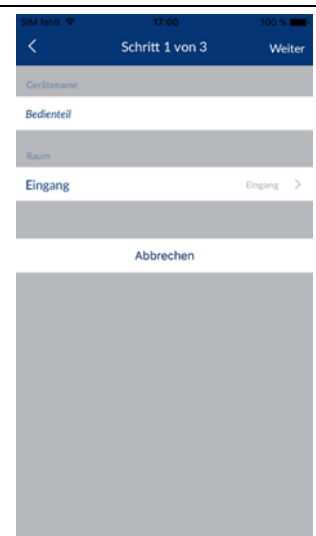 SIM fehlt 17:00 100 %
Schritt 1 von 3 Weiter
Gerätename
Bedienteil
Raum
Eingang Eingang
Abbrechen